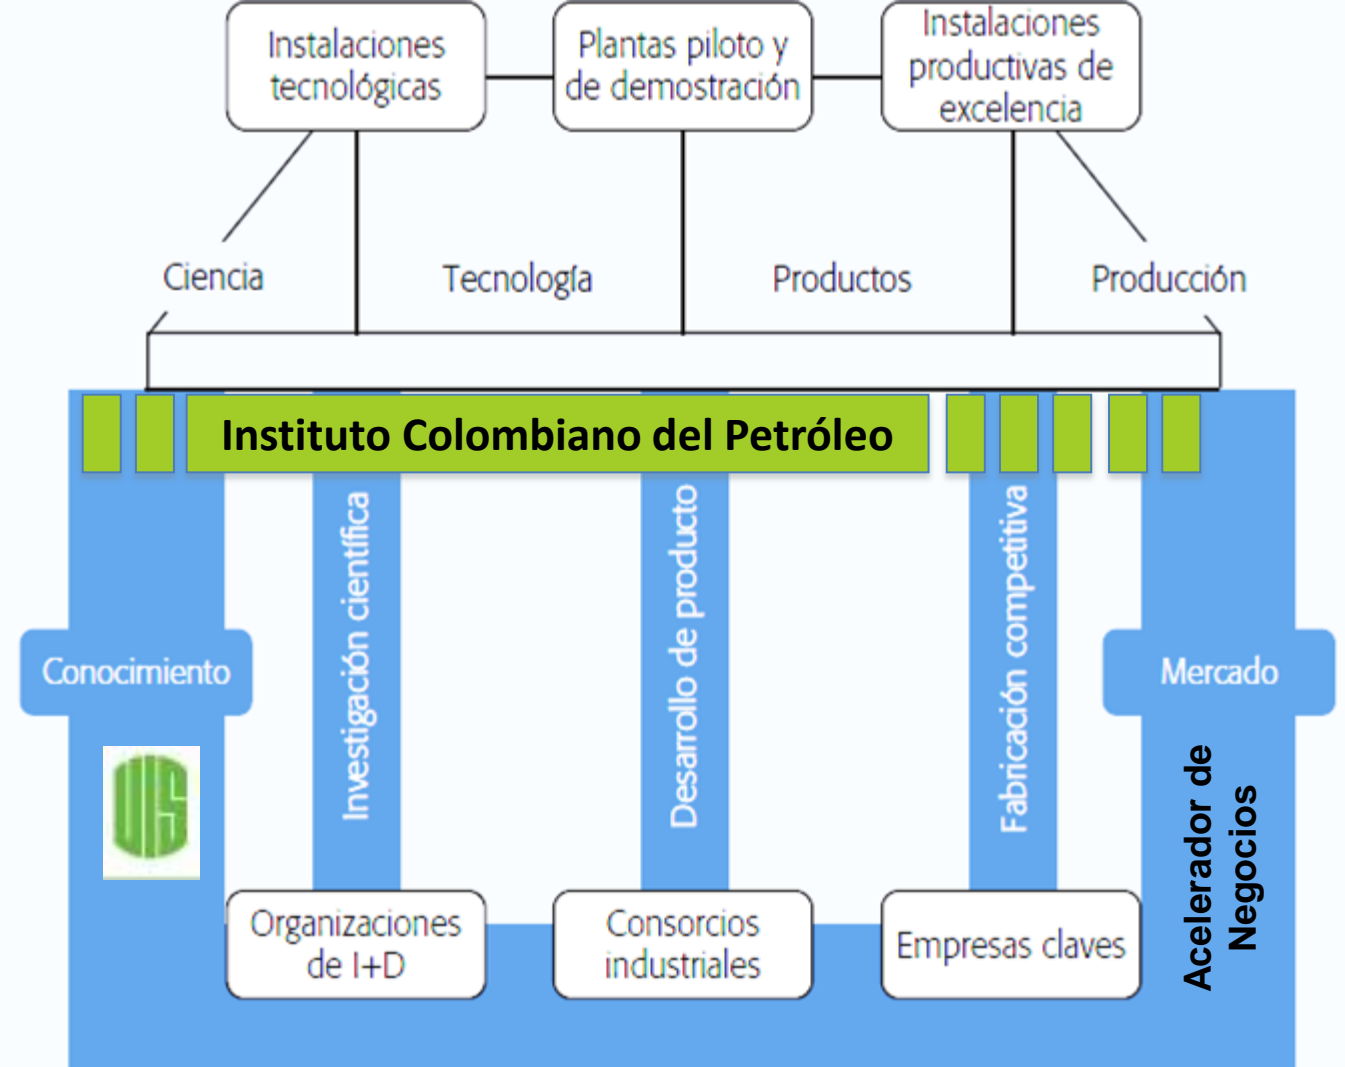 Instalaciones
tecnológicas
Plantas piloto y
de demostración
Instalaciones
productivas de
excelencia
Ciencia
Tecnología
Productos
Producción
Instituto Colombiano del Petróleo
Investigación científica
Desarrollo de producto
Fabricación competitiva
Conocimiento
Mercado
UIS
Acelerador de
Negocios
Organizaciones
de I+D
Consorcios
industriales
Empresas claves